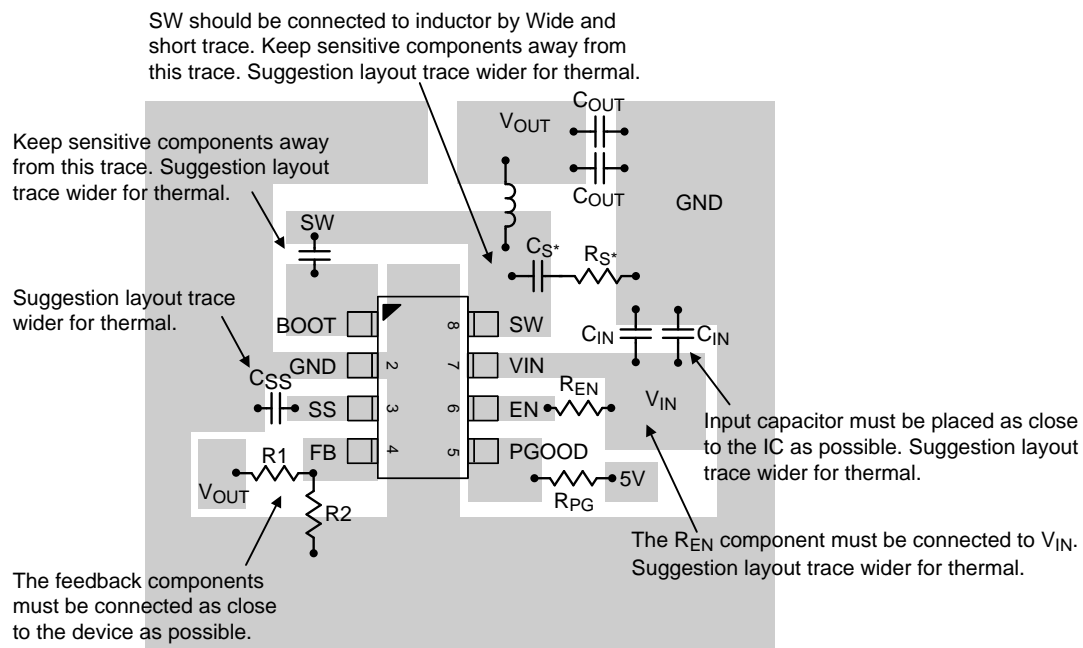 SW should be connected to inductor by Wide and
short trace. Keep sensitive components away from
this trace. Suggestion layout trace wider for thermal.
COUT
VOUT
Keep sensitive components away
from this trace. Suggestion layout
trace wider for thermal.
COUT
GND
SW
CS*
RS*
Suggestion layout trace
wider for thermal.
BOOT
8
SW
CIN
CIN
GND
2
7
VIN
CSS
REN
VIN
SS
3
6
EN
Input capacitor must be placed as close
to the IC as possible. Suggestion layout
trace wider for thermal.
R1
FB
4
5
PGOOD
VOUT
5V
RPG
R2
The REN component must be connected to VIN.
Suggestion layout trace wider for thermal.
The feedback components
must be connected as close
to the device as possible.